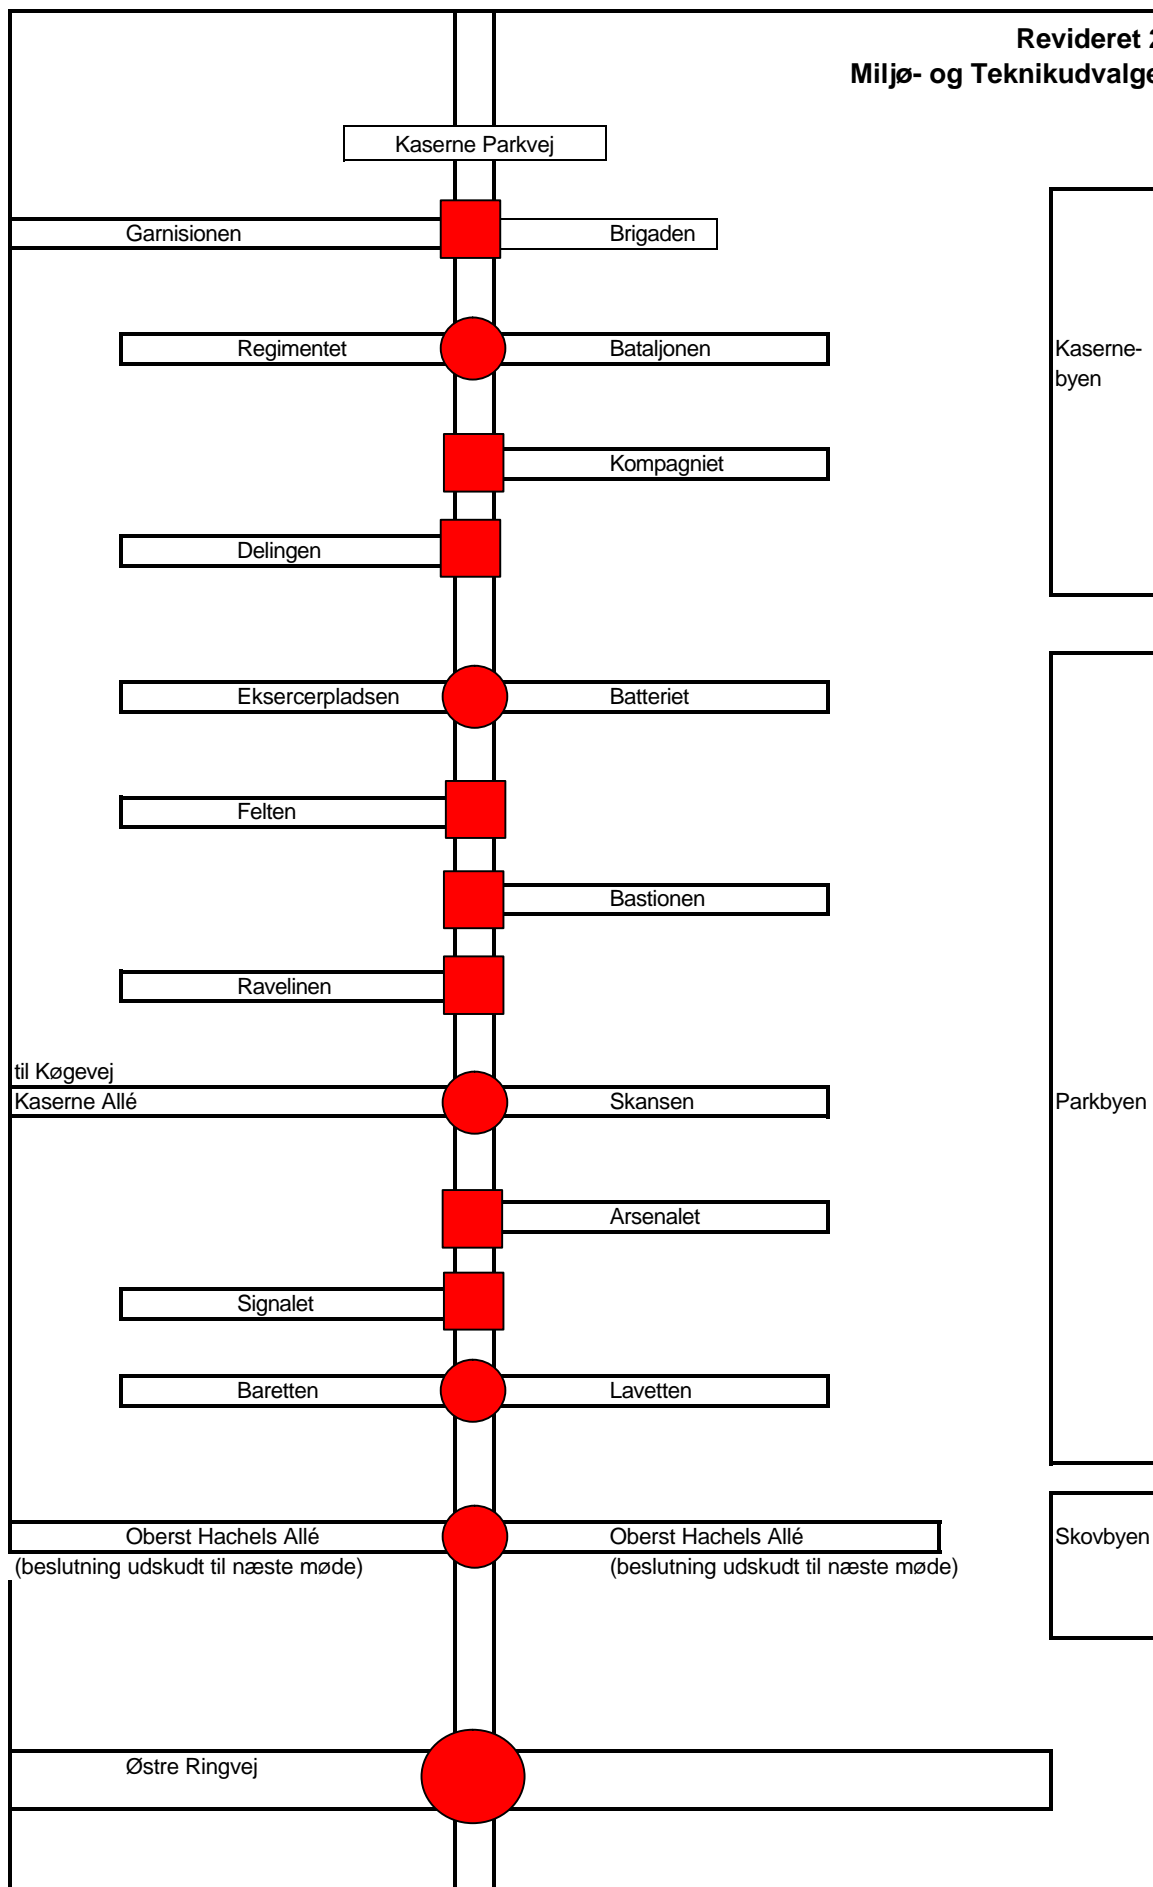 Revideret
Miljø- og Teknikudvalge
Kaserne Parkvej
Garnisionen Brigaden
Regimentet Bataljonen Kaserne-
byen
Kompagniet
Delingen
Eksercerpladsen Batteriet
Felten
Bastionen
Ravelinen
til Køgevej
Kaserne Allé Skansen Parkbyen
Arsenalet
Signalet
Baretten Lavetten
Oberst Hachels Allé Oberst Hachels Allé Skovbyen
(beslutning udskudt til næste møde) (beslutning udskudt til næste møde)
Østre Ringvej